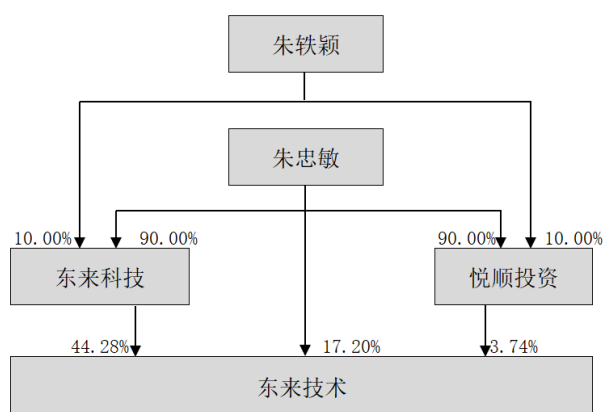 朱轶颖
朱忠敏
10.00% 90.00% 90.00% 10.00%
东来科技 悦顺投资
44.28% 17.20% 3.74%
东来技术